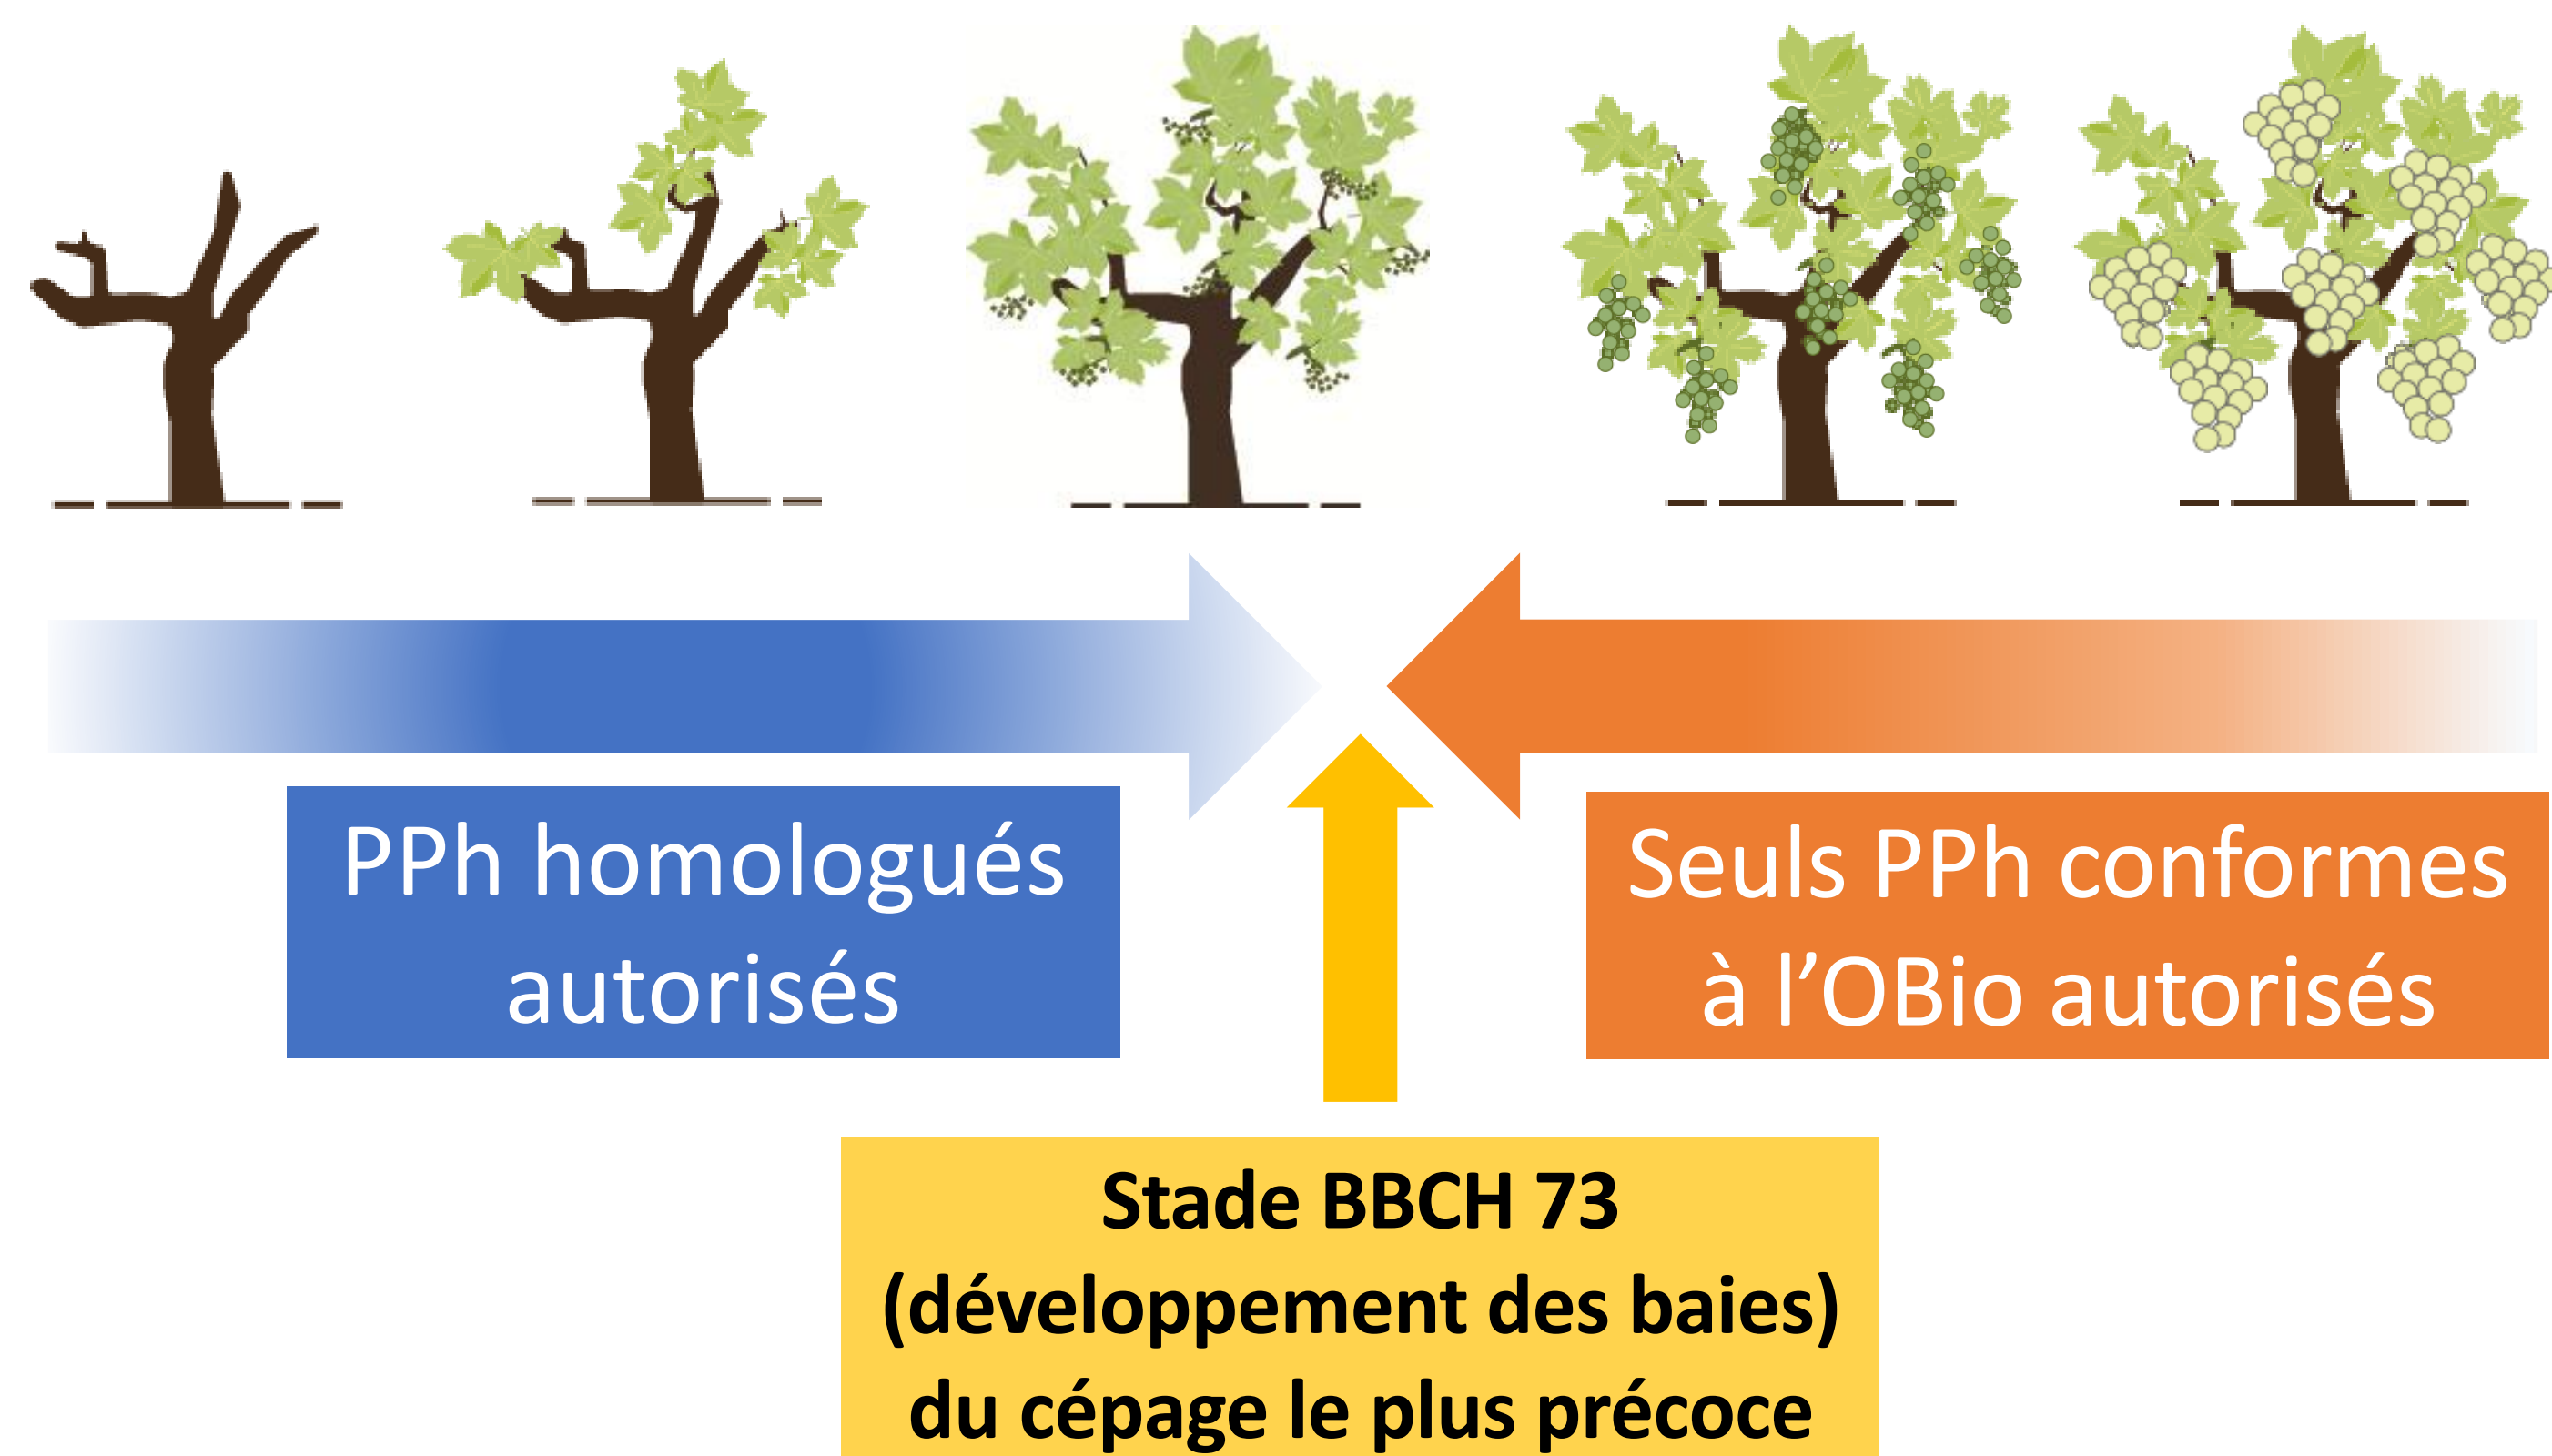 PPh homologués
autorisés
Seuls PPh conformes
à l’OBio autorisés
Stade BBCH 73
(développement des baies)
du cépage le plus précoce